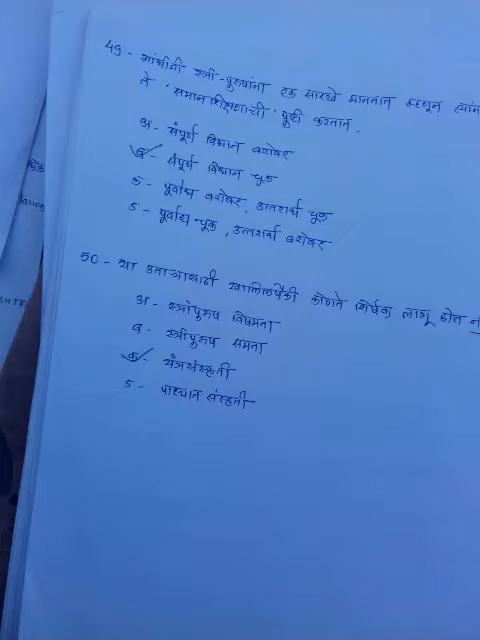 49 - गांधीजी स्त्री-पुरुषांना एक सारखे मानतात म्हणून त्यांन
ते 'समान शिक्षणाची' पुष्टी करतात.
अ - संपूर्ण विधान बरोबर
ब - संपूर्ण विधान चुक
क - पूर्वार्ध बरोबर, उत्तरार्ध चूक
ड - पूर्वार्ध चूक, उत्तरार्ध बरोबर
50 - या उताऱ्यासाठी खालिलपैकी कोणते शिर्षक लागू होत
अ - स्त्रीपुरुष विषमता
ब - स्त्रीपुरुष समता
क - यंत्रसंस्कृती
ड - पाश्चात संस्कृती